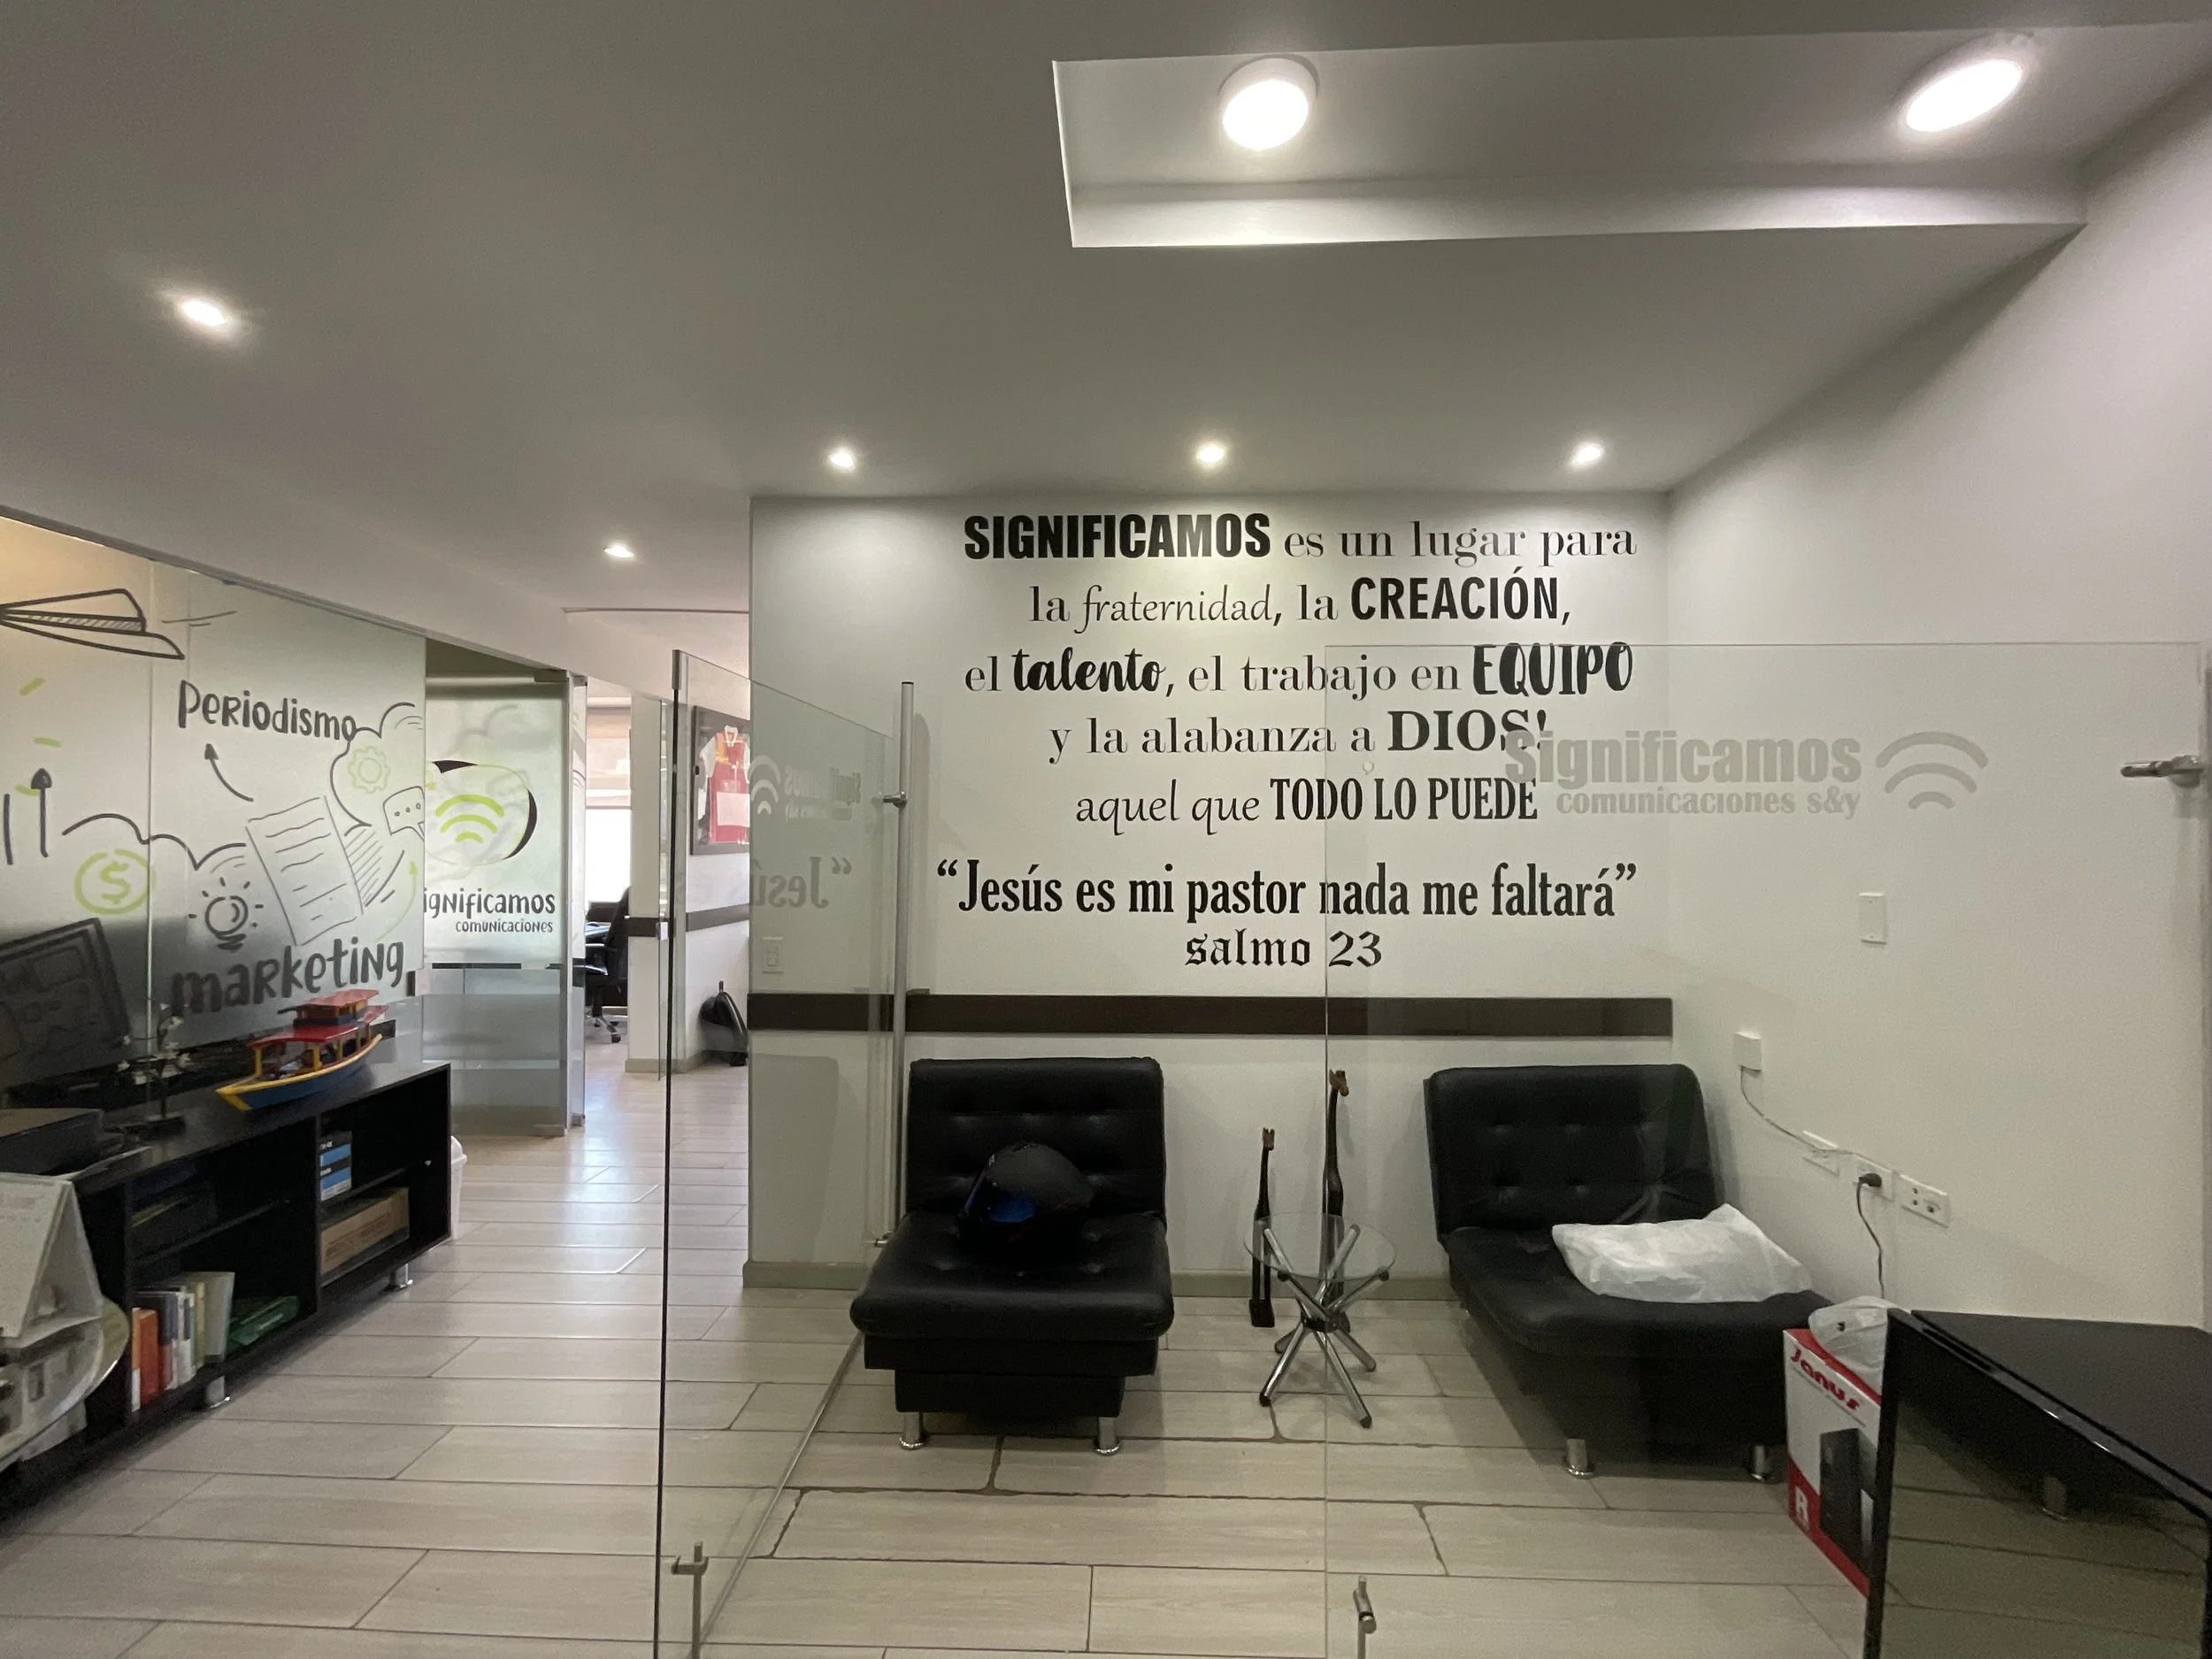 SIGNIFICAMOS es un lugar para
la fraternidad, la CREACIÓN,
el talento, el trabajo en EQUIPO
y la alabanza a DIOS!
aquel que TODO LO PUEDE
“Jesús es mi pastor nada me faltará”
salmo 23
Significamos
comunicaciones s&y
Periodismo
$
marketing
ignificamos
comunicaciones
Janus